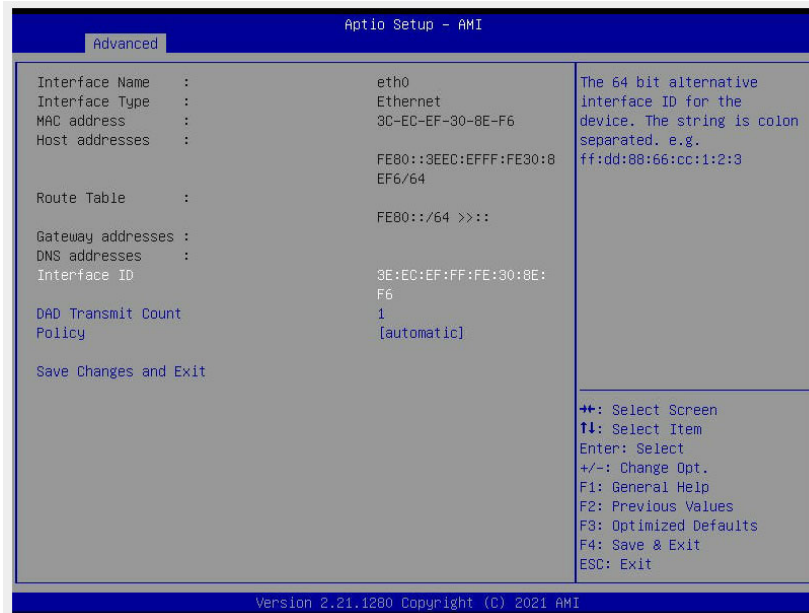 Aptio Setup – AMI
Advanced
Interface Name : eth0
Interface Type : Ethernet
MAC address : 3C-EC-EF-30-8E-F6
Host addresses :
FE80::3EEC:EFFF:FE30:8
EF6/64
Route Table :
FE80::/64 >>::
Gateway addresses :
DNS addresses :
Interface ID 3E:EC:EF:FF:FE:30:8E:
F6
DAD Transmit Count 1
Policy [automatic]
Save Changes and Exit
The 64 bit alternative
interface ID for the
device. The string is colon
separated. e.g.
ff:dd:88:66:cc:1:2:3
→←: Select Screen
↑↓: Select Item
Enter: Select
+/-: Change Opt.
F1: General Help
F2: Previous Values
F3: Optimized Defaults
F4: Save & Exit
ESC: Exit
Version 2.21.1280 Copyright (C) 2021 AMI